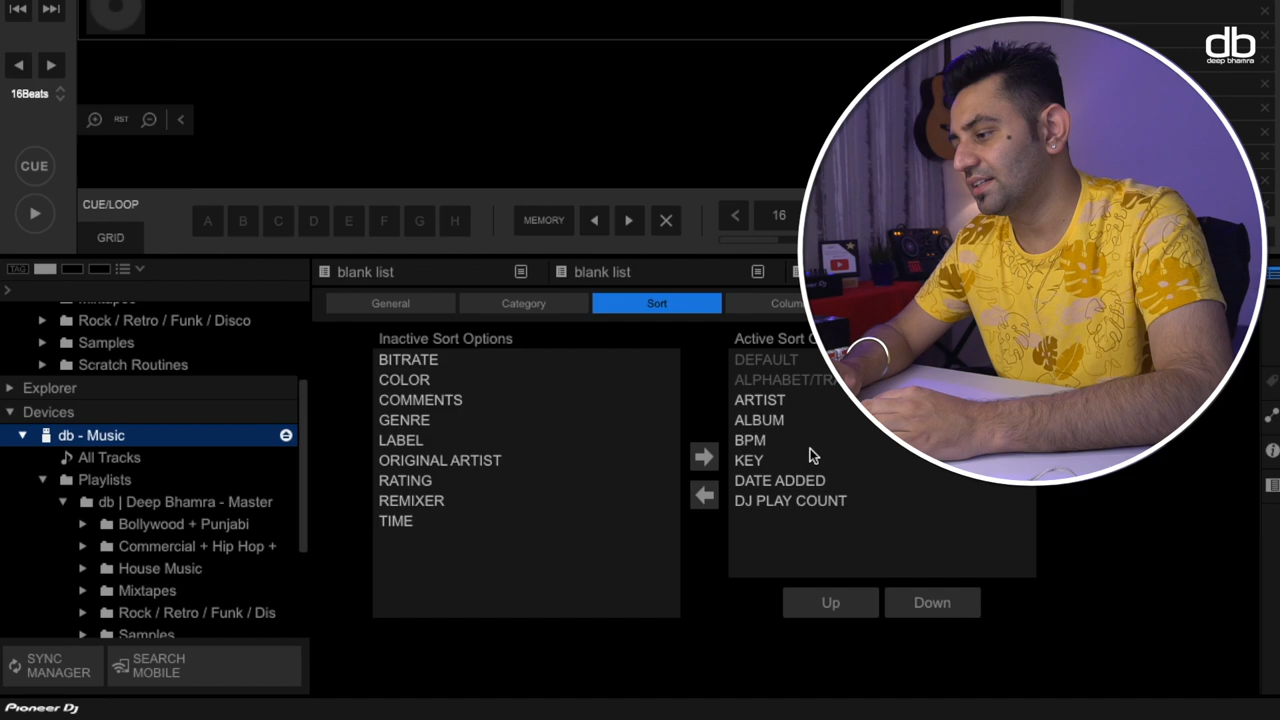 db
deep bhamra
16Beats
RST
CUE
CUE/LOOP
GRID
A B C D E F G H
MEMORY
16
TAG
blank list
blank list
General
Category
Sort
Mixtapes
Rock / Retro / Funk / Disco
Samples
Scratch Routines
Explorer
Devices
db - Music
All Tracks
Playlists
db | Deep Bhamra - Master
Bollywood + Punjabi
Commercial + Hip Hop +
House Music
Mixtapes
Rock / Retro / Funk / Dis
Samples
Inactive Sort Options
BITRATE
COLOR
COMMENTS
GENRE
LABEL
ORIGINAL ARTIST
RATING
REMIXER
TIME
Active Sort
DEFAULT
ARTIST
ALBUM
BPM
KEY
DATE ADDED
DJ PLAY COUNT
Up
Down
SYNC
MANAGER
SEARCH
MOBILE
Pioneer Dj